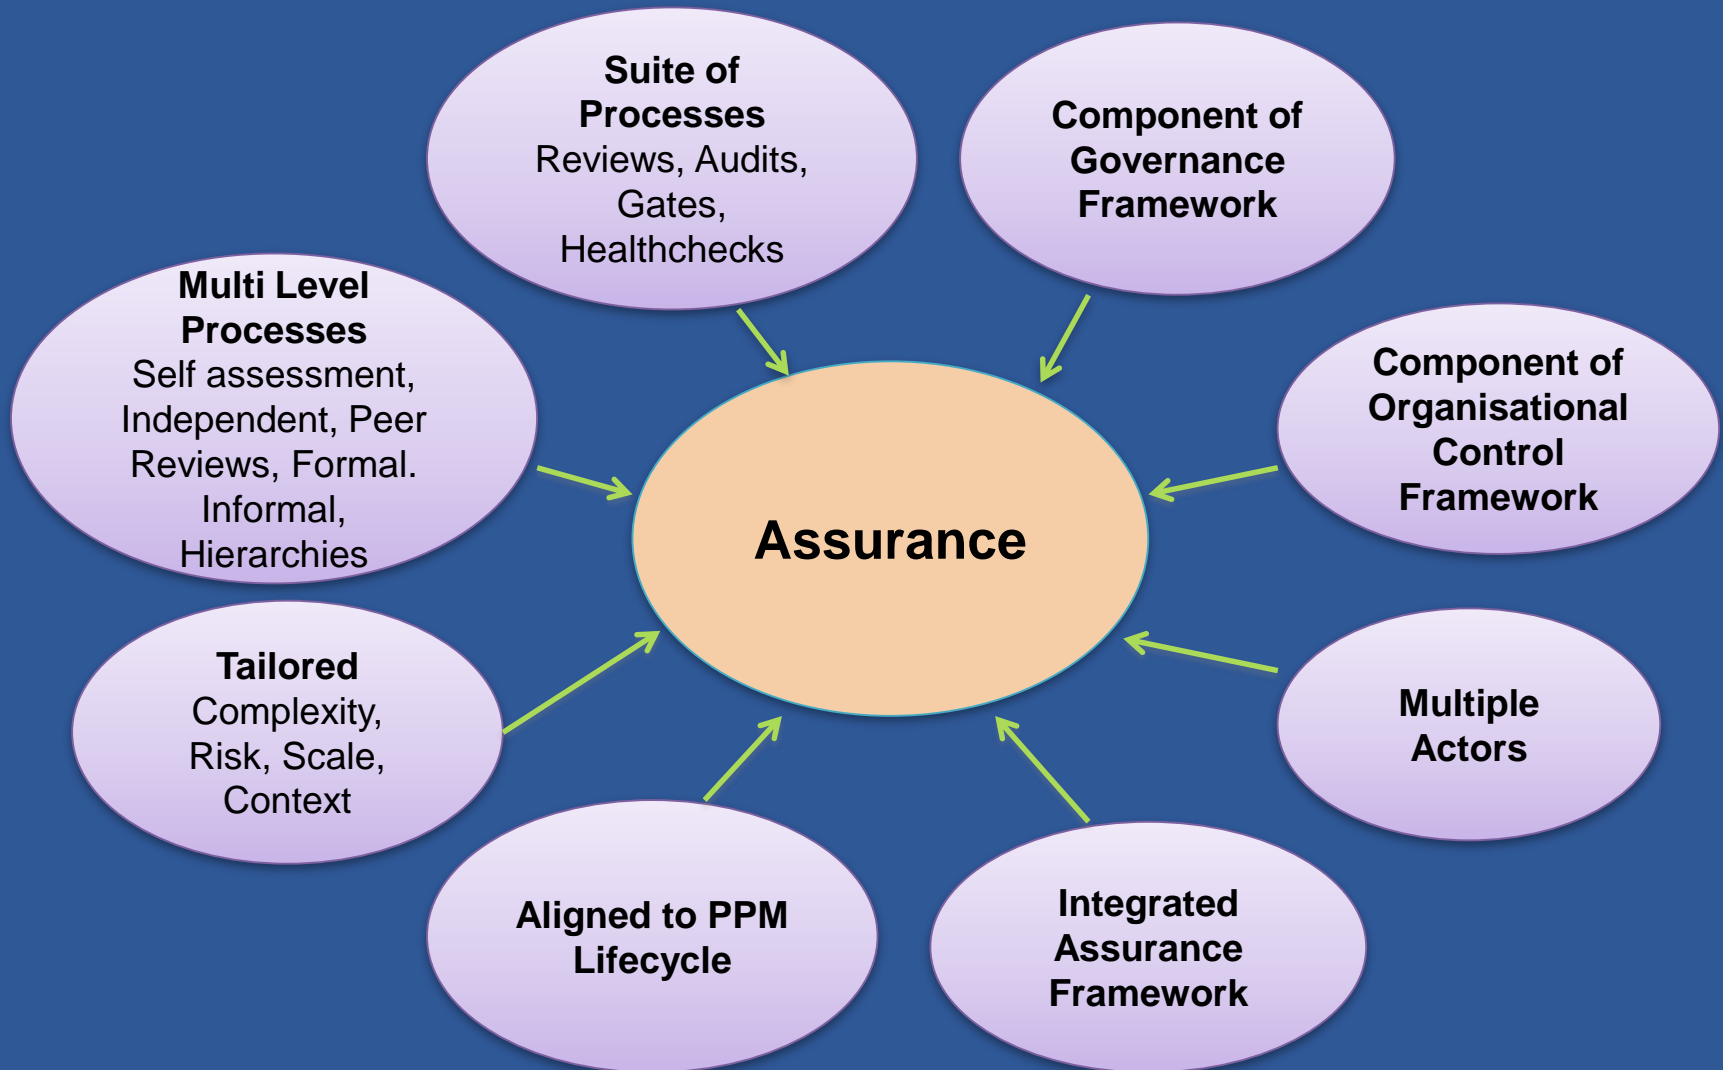 Suite of
Processes
Reviews, Audits,
Gates,
Healthchecks
Component of
Governance
Framework
Multi Level
Processes
Self assessment,
Independent, Peer
Reviews, Formal.
Informal,
Hierarchies
Component of
Organisational
Control
Framework
Assurance
Tailored
Complexity,
Risk, Scale,
Context
Multiple
Actors
Aligned to PPM
Lifecycle
Integrated
Assurance
Framework